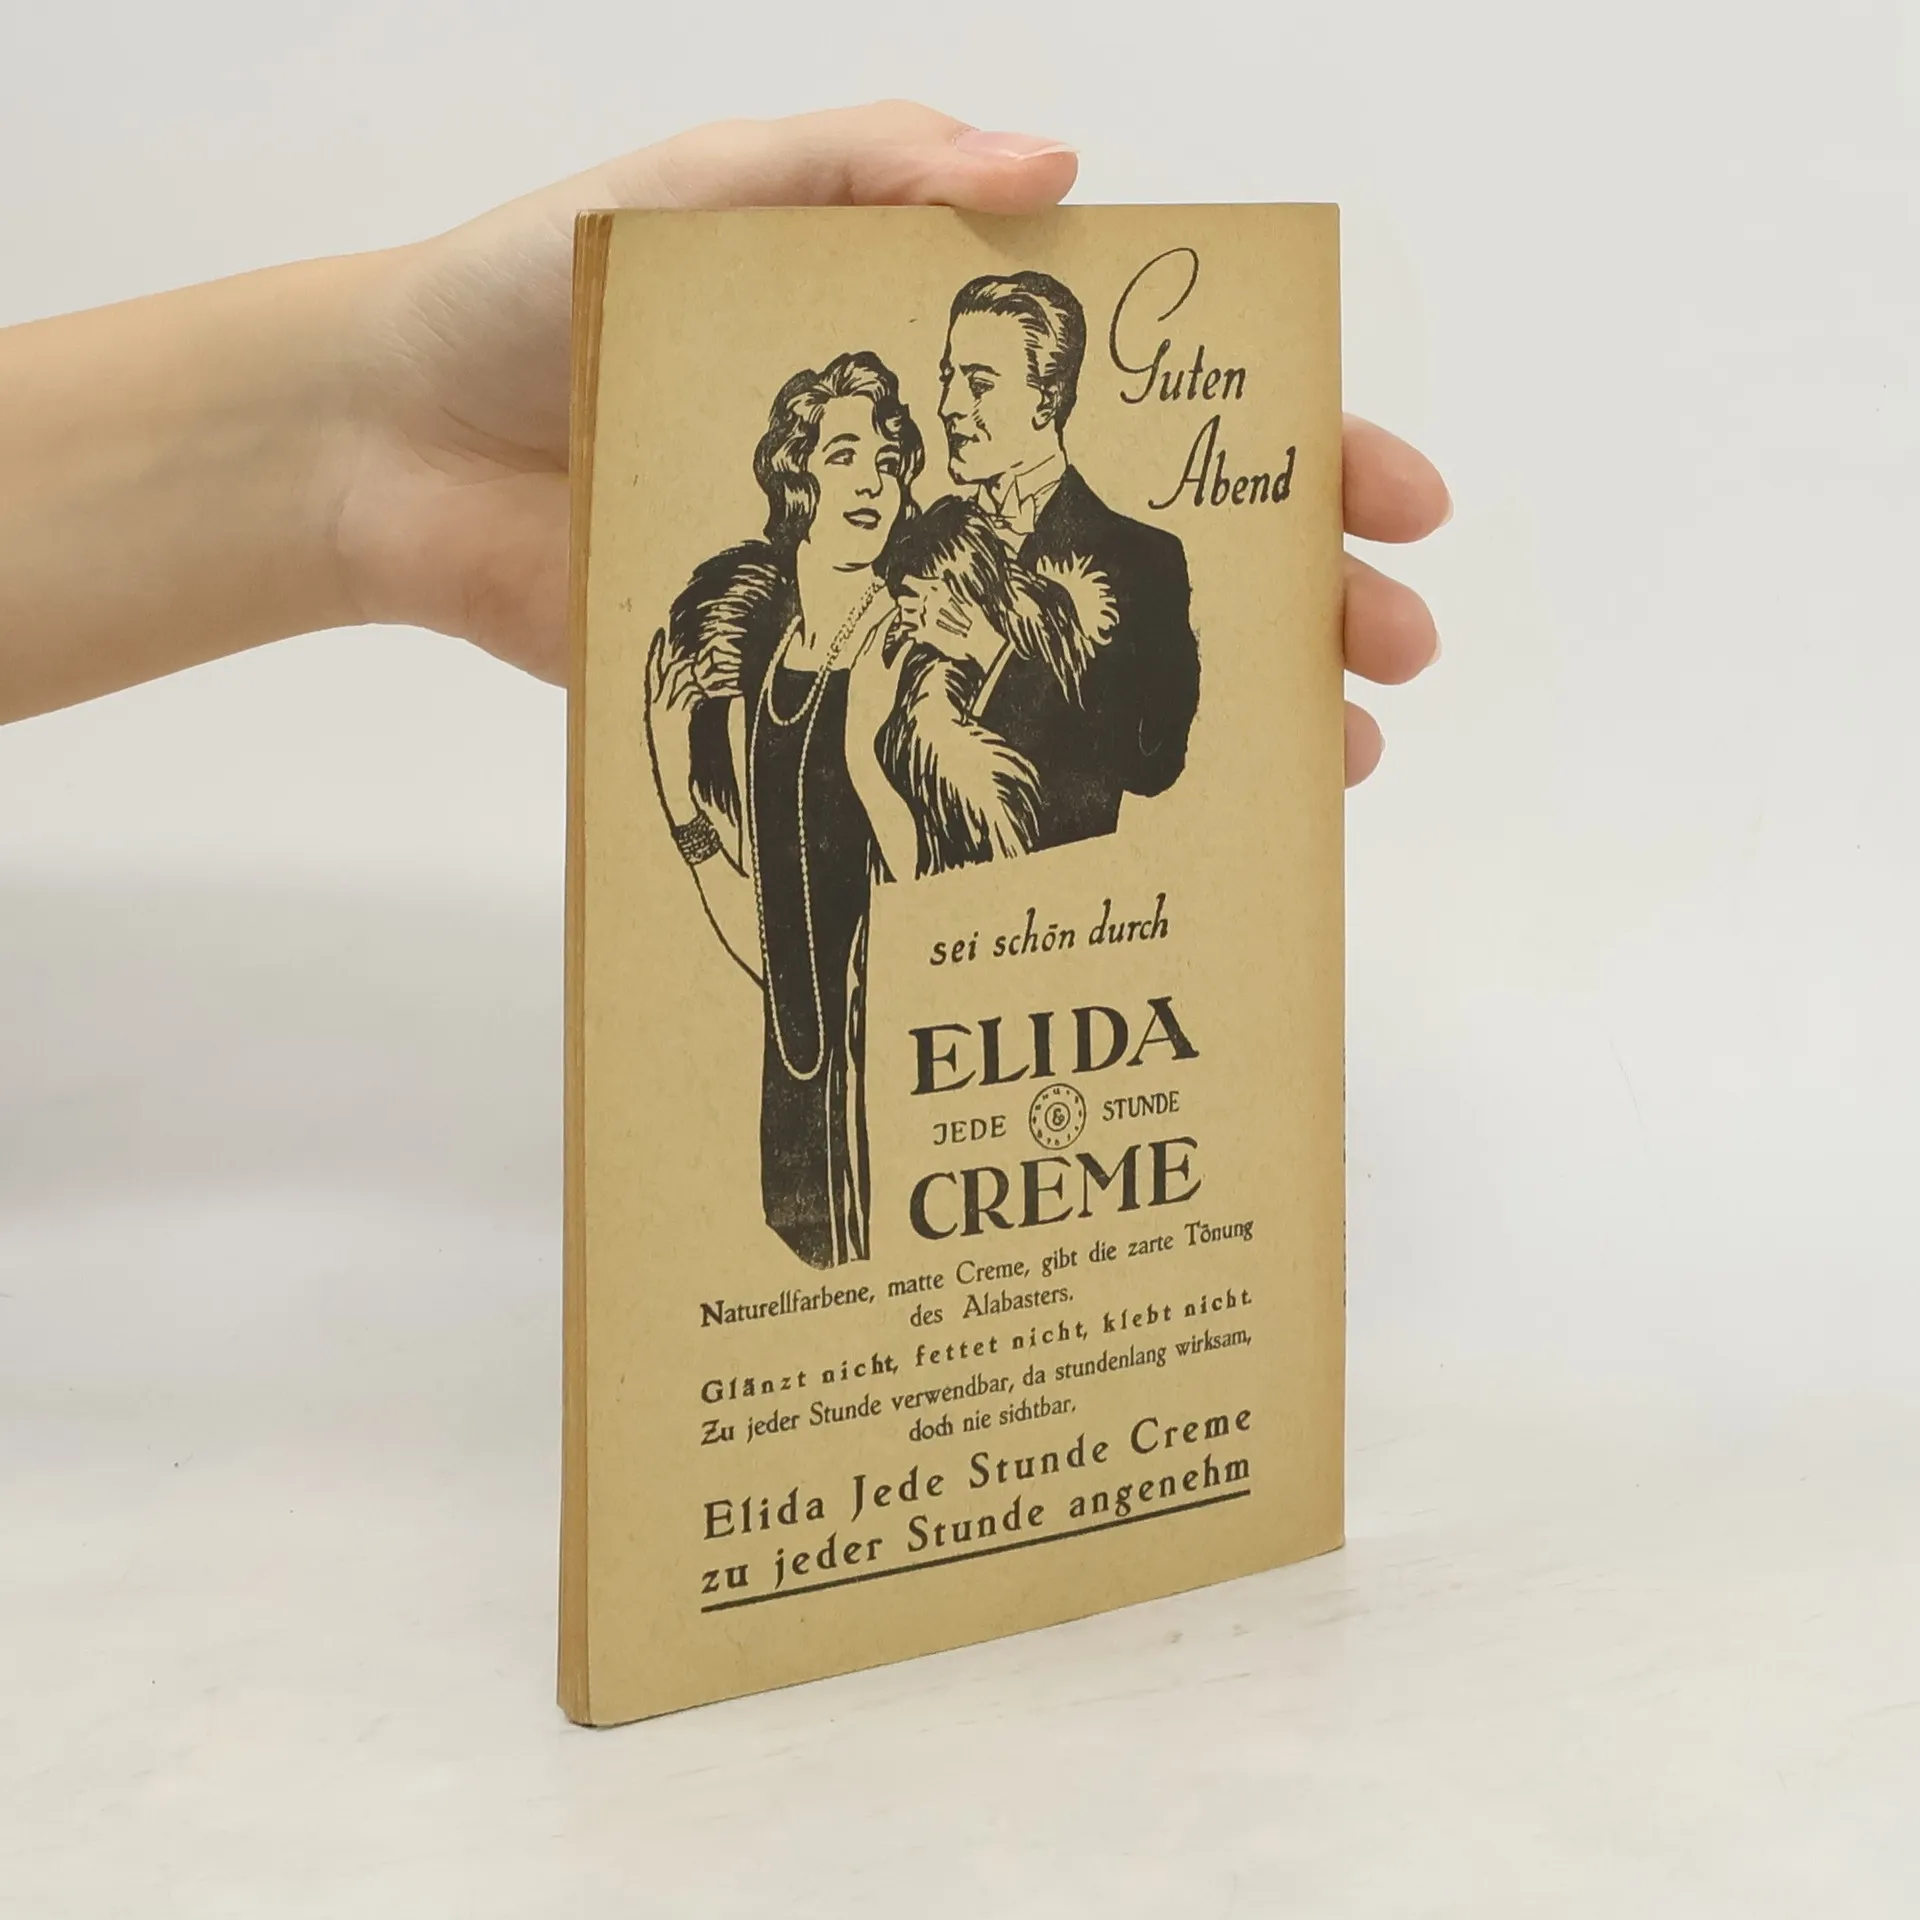 Guten
Abend
sei schön durch
ELIDA
JEDE & STUNDE
CREME
Naturellfarbene, matte Creme, gibt die zarte Tönung
des Alabasters.
Glänzt nicht, fettet nicht, klebt nicht.
Zu jeder Stunde verwendbar, da stundenlang wirksam,
doch nie sichtbar.
Elida Jede Stunde Creme
zu jeder Stunde angenehm